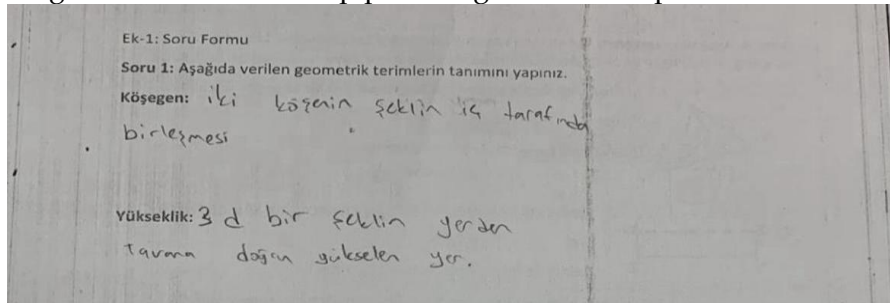 Ek-1: Soru Formu
Soru 1: Aşağıda verilen geometrik terimlerin tanımını yapınız.
Köşegen: iki köşenin şeklin iç tarafında
birleşmesi
Yükseklik: 3 d bir şeklin yerden
tavana doğru yükselen yer.